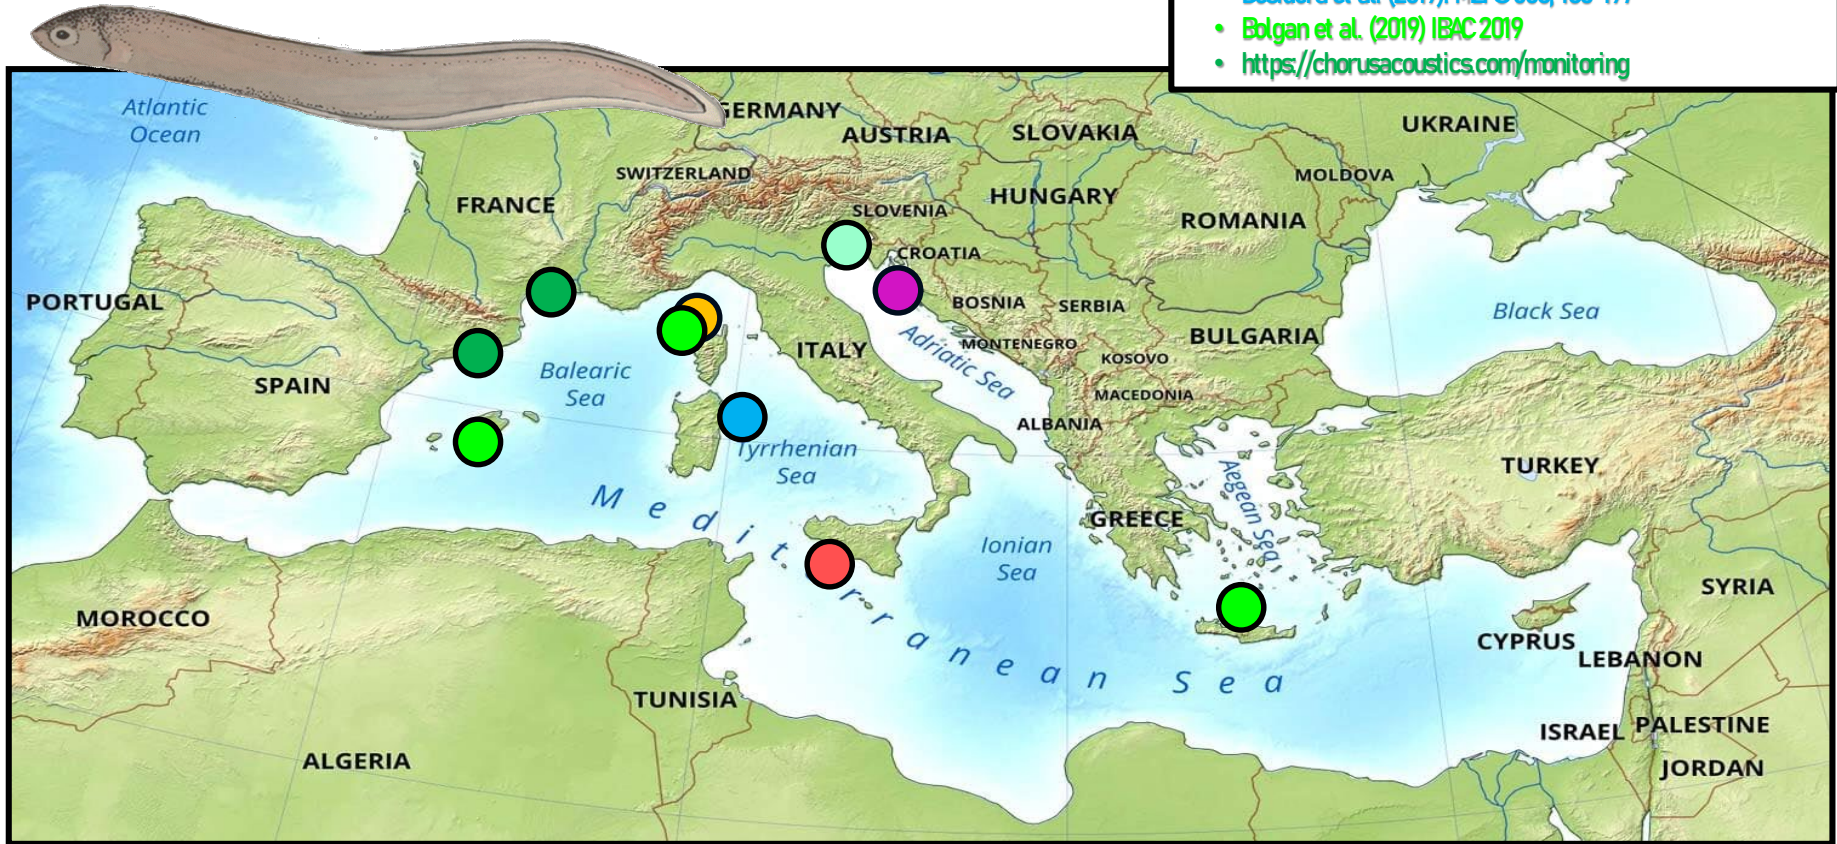 • Bolgan et al. (2019) IBAC 2019
• https://chorusacoustics.com/monitoring
Atlantic
Ocean
GERMANY
AUSTRIA
SLOVAKIA
UKRAINE
SWITZERLAND
MOLDOVA
FRANCE
HUNGARY
SLOVENIA
ROMANIA
CROATIA
PORTUGAL
BOSNIA
SERBIA
Black Sea
BULGARIA
ITALY
Adriatic Sea
MONTENEGRO
KOSOVO
SPAIN
Balearic
Sea
MACEDONIA
ALBANIA
Tyrrhenian
Sea
TURKEY
Aegean Sea
GREECE
Ionian
Sea
Mediterranean Sea
SYRIA
MOROCCO
CYPRUS
LEBANON
TUNISIA
ISRAEL
PALESTINE
ALGERIA
JORDAN